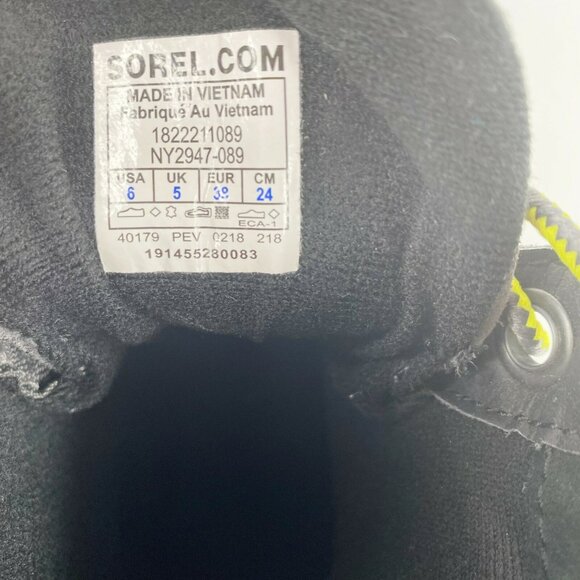 SOREL.COM
MADE IN VIETNAM
Fabriqué Au Vietnam
1822211089
NY2947-089
USA UK EUR CM
6 5 38 24
ECA-1
40179 PEV 0218 218
191455280083